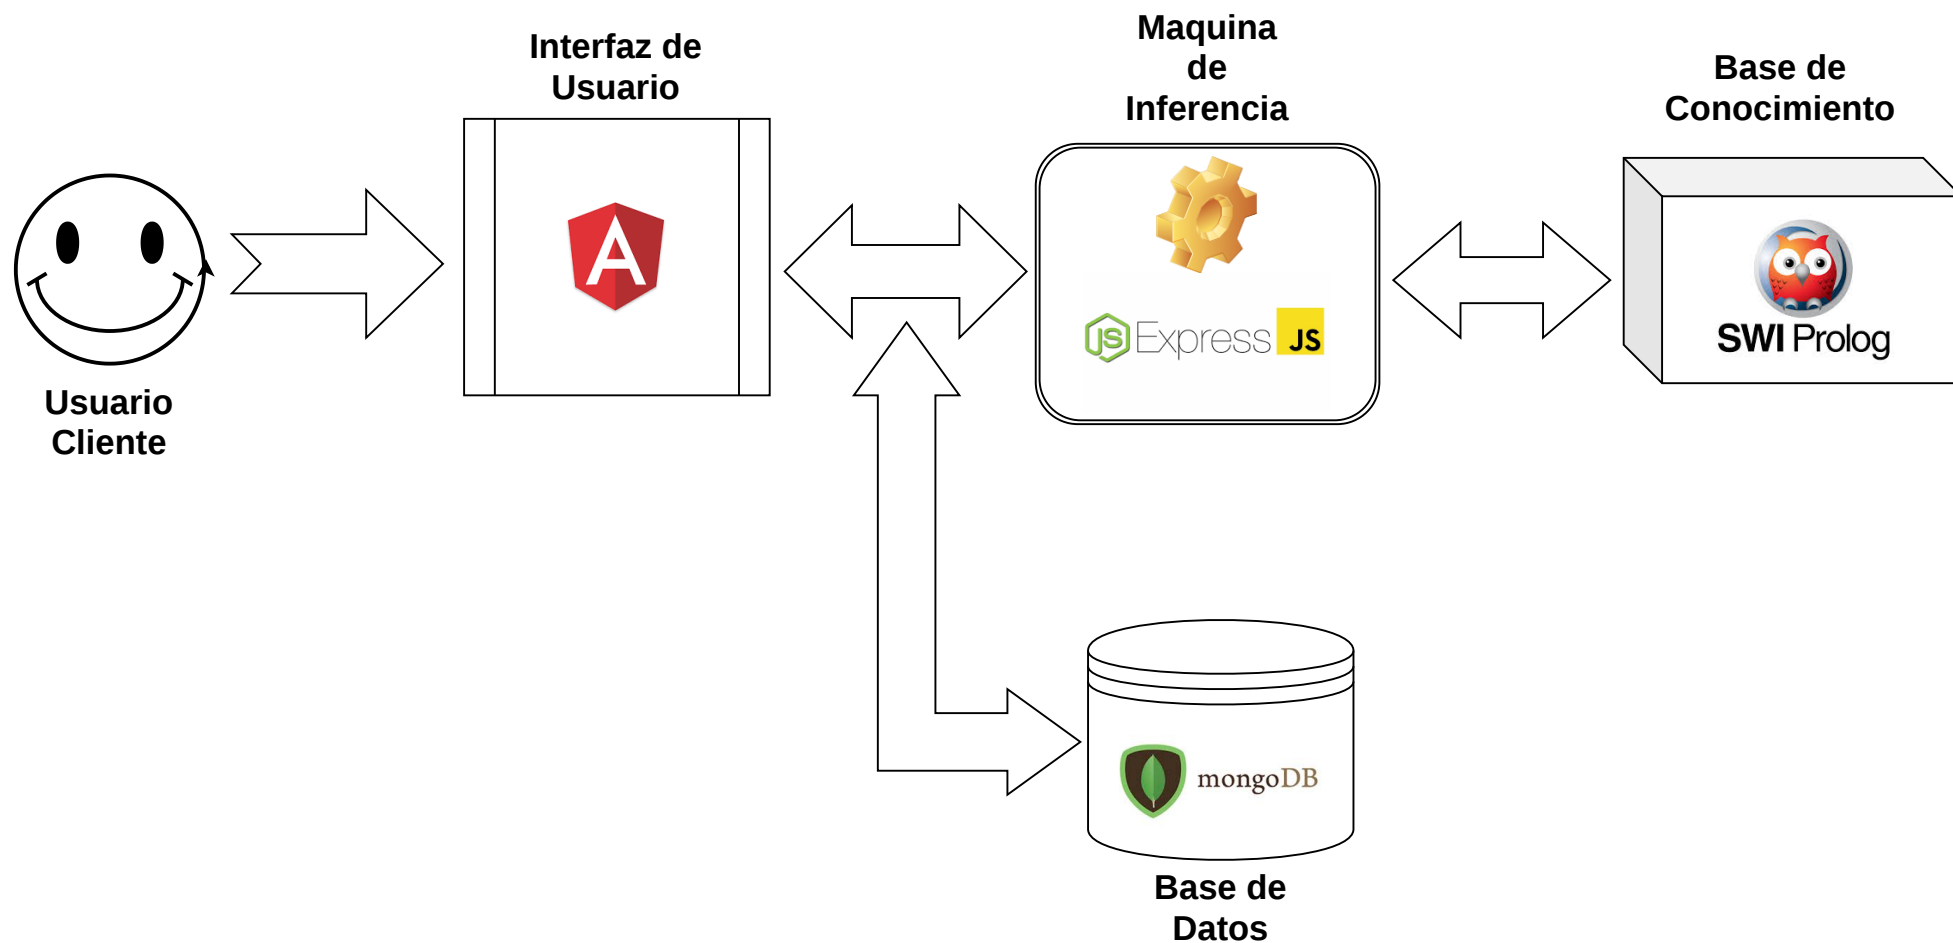 Interfaz de
Usuario
Maquina
de
Inferencia
Base de
Conocimiento
A
JS Express JS
SWI Prolog
Usuario
Cliente
mongoDB
Base de
Datos